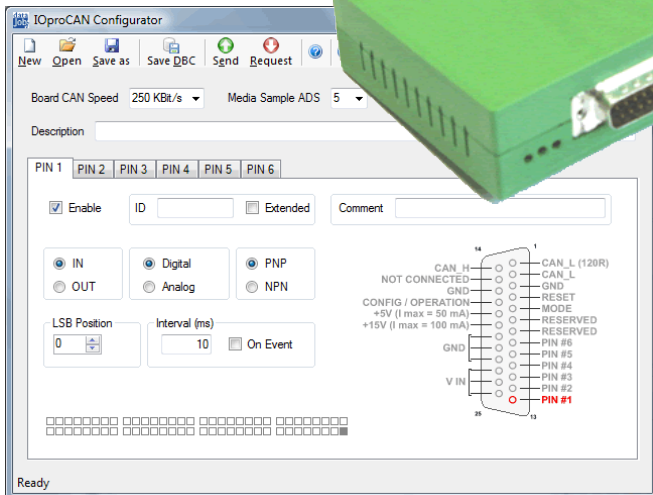 IOproCAN Configurator
New Open Save as Save DBC Send Request
Board CAN Speed 250 KBit/s Media Sample ADS 5
Description
PIN 1 PIN 2 PIN 3 PIN 4 PIN 5 PIN 6
Enable ID Extended Comment
IN Digital PNP
OUT Analog NPN
LSB Position Interval (ms)
0 10 On Event
14 1
CAN_H CAN_L (120R)
NOT CONNECTED CAN_L
GND GND
CONFIG / OPERATION RESET
+5V (I max = 50 mA) MODE
+15V (I max = 100 mA) RESERVED
RESERVED
GND PIN #6
PIN #5
PIN #4
V IN PIN #3
PIN #2
PIN #1
25 13
Ready